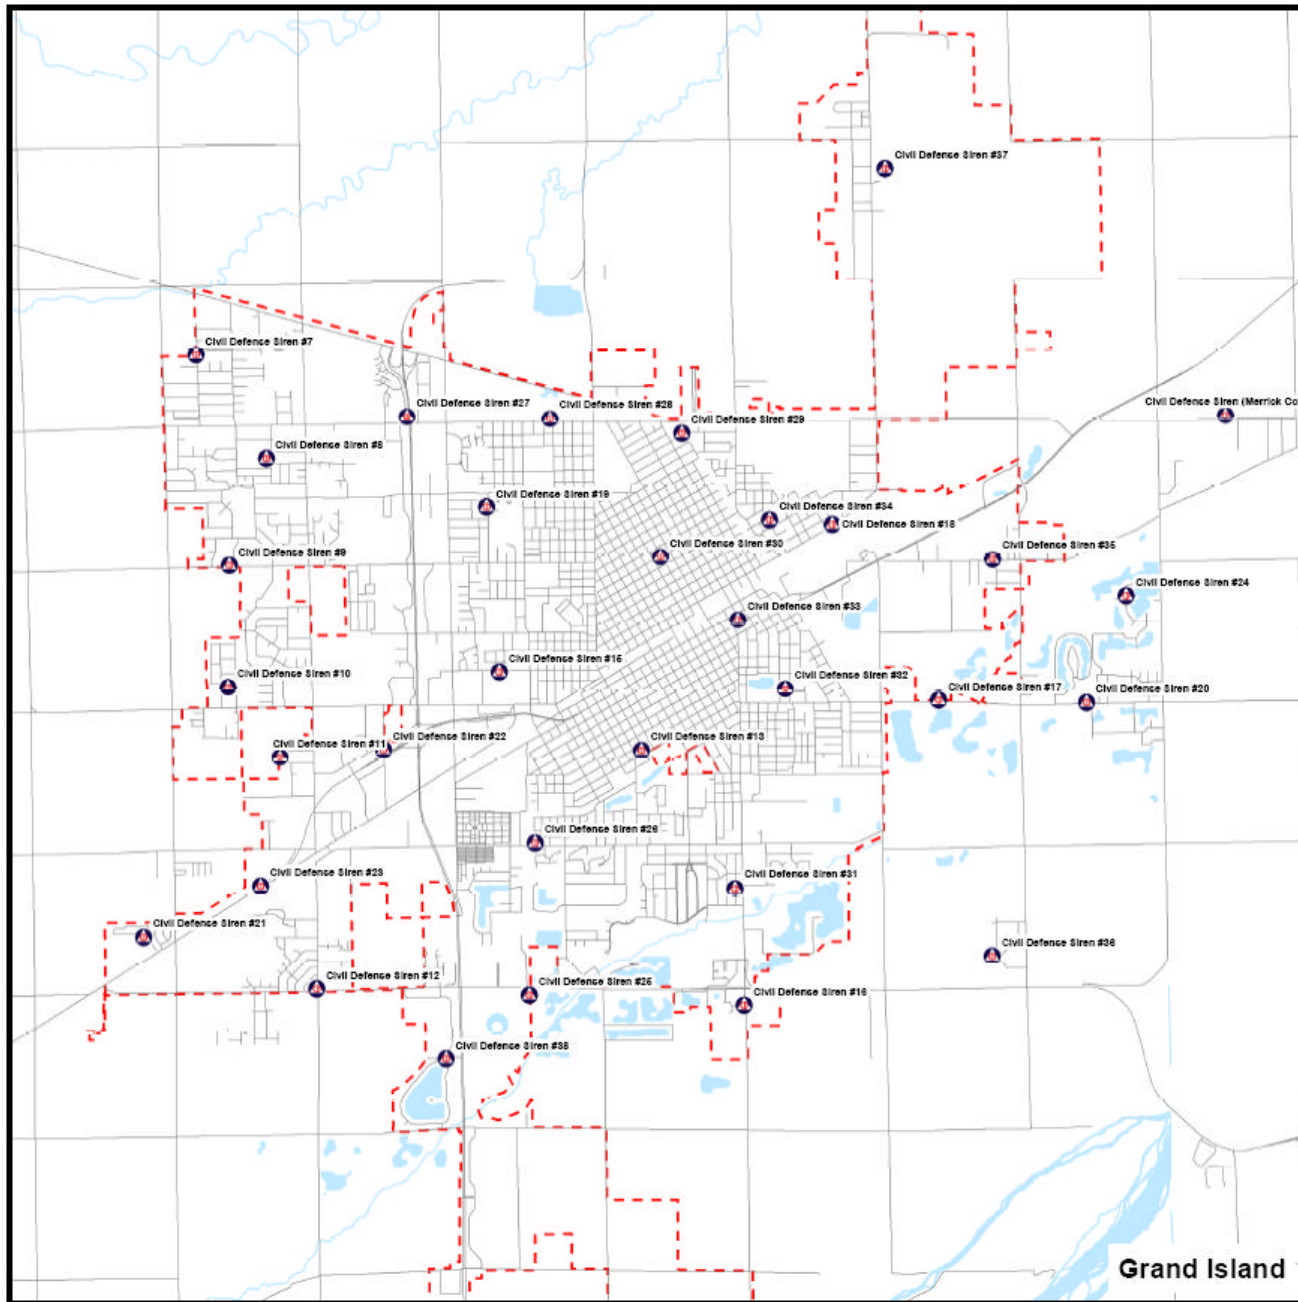 Civil Defense Siren #37
Civil Defense Siren #7
Civil Defense Siren #27
Civil Defense Siren #28
Civil Defense Siren (Merrick Co
Civil Defense Siren #29
Civil Defense Siren #8
Civil Defense Siren #19
Civil Defense Siren #34
Civil Defense Siren #18
Civil Defense Siren #30
Civil Defense Siren #35
Civil Defense Siren #9
Civil Defense Siren #24
Civil Defense Siren #33
Civil Defense Siren #15
Civil Defense Siren #10
Civil Defense Siren #32
Civil Defense Siren #17
Civil Defense Siren #20
Civil Defense Siren #11
Civil Defense Siren #22
Civil Defense Siren #13
Civil Defense Siren #26
Civil Defense Siren #23
Civil Defense Siren #31
Civil Defense Siren #21
Civil Defense Siren #36
Civil Defense Siren #12
Civil Defense Siren #25
Civil Defense Siren #16
Civil Defense Siren #38
Grand Island